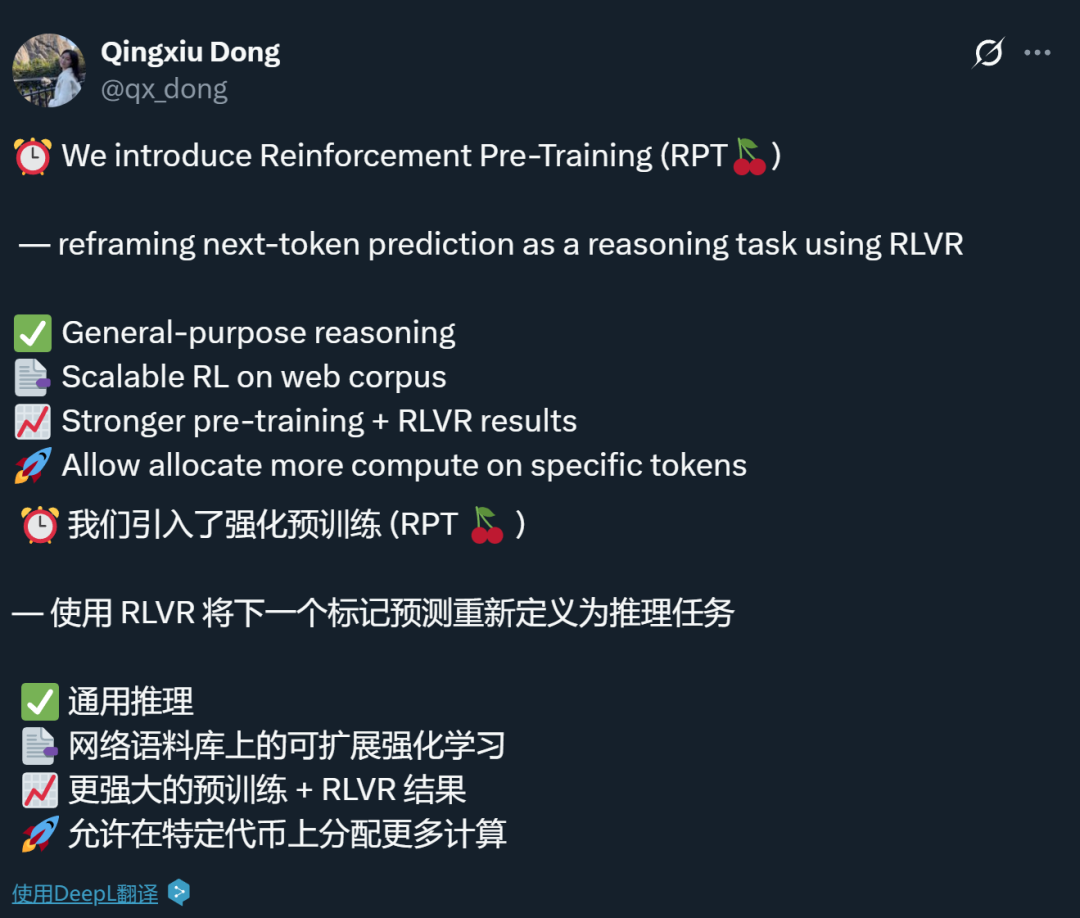 Qingxiu Dong
@qx_dong
⏰ We introduce Reinforcement Pre-Training (RPT🍒)
— reframing next-token prediction as a reasoning task using RLVR
✅ General-purpose reasoning
📄 Scalable RL on web corpus
📈 Stronger pre-training + RLVR results
🚀 Allow allocate more compute on specific tokens
⏰ 我们引入了强化预训练 (RPT 🍒 )
— 使用 RLVR 将下一个标记预测重新定义为推理任务
✅ 通用推理
📄 网络语料库上的可扩展强化学习
📈 更强大的预训练 + RLVR 结果
🚀 允许在特定代币上分配更多计算
使用DeepL翻译